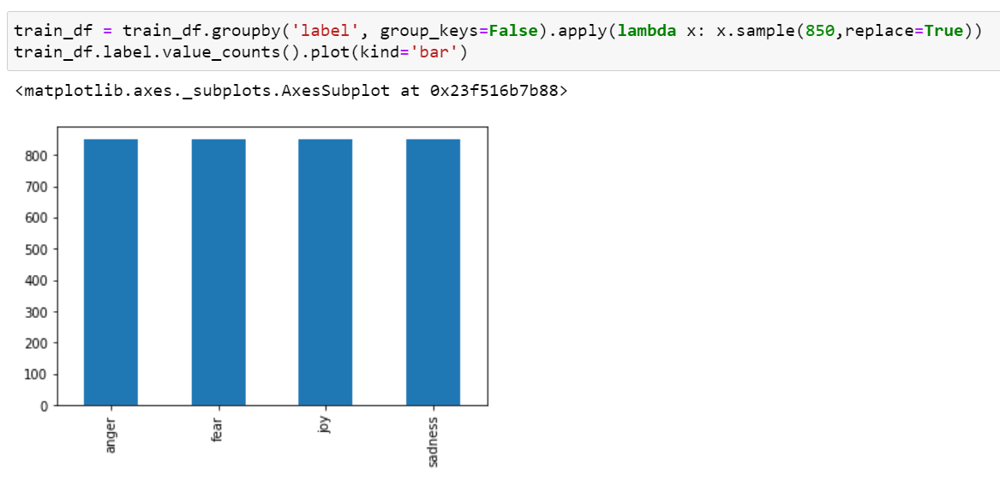 train_df = train_df.groupby('label', group_keys=False).apply(lambda x: x.sample(850,replace=True))
train_df.label.value_counts().plot(kind='bar')
<matplotlib.axes._subplots.AxesSubplot at 0x23f516b7b88>
800
700
600
500
400
300
200
100
0
anger
fear
joy
sadness